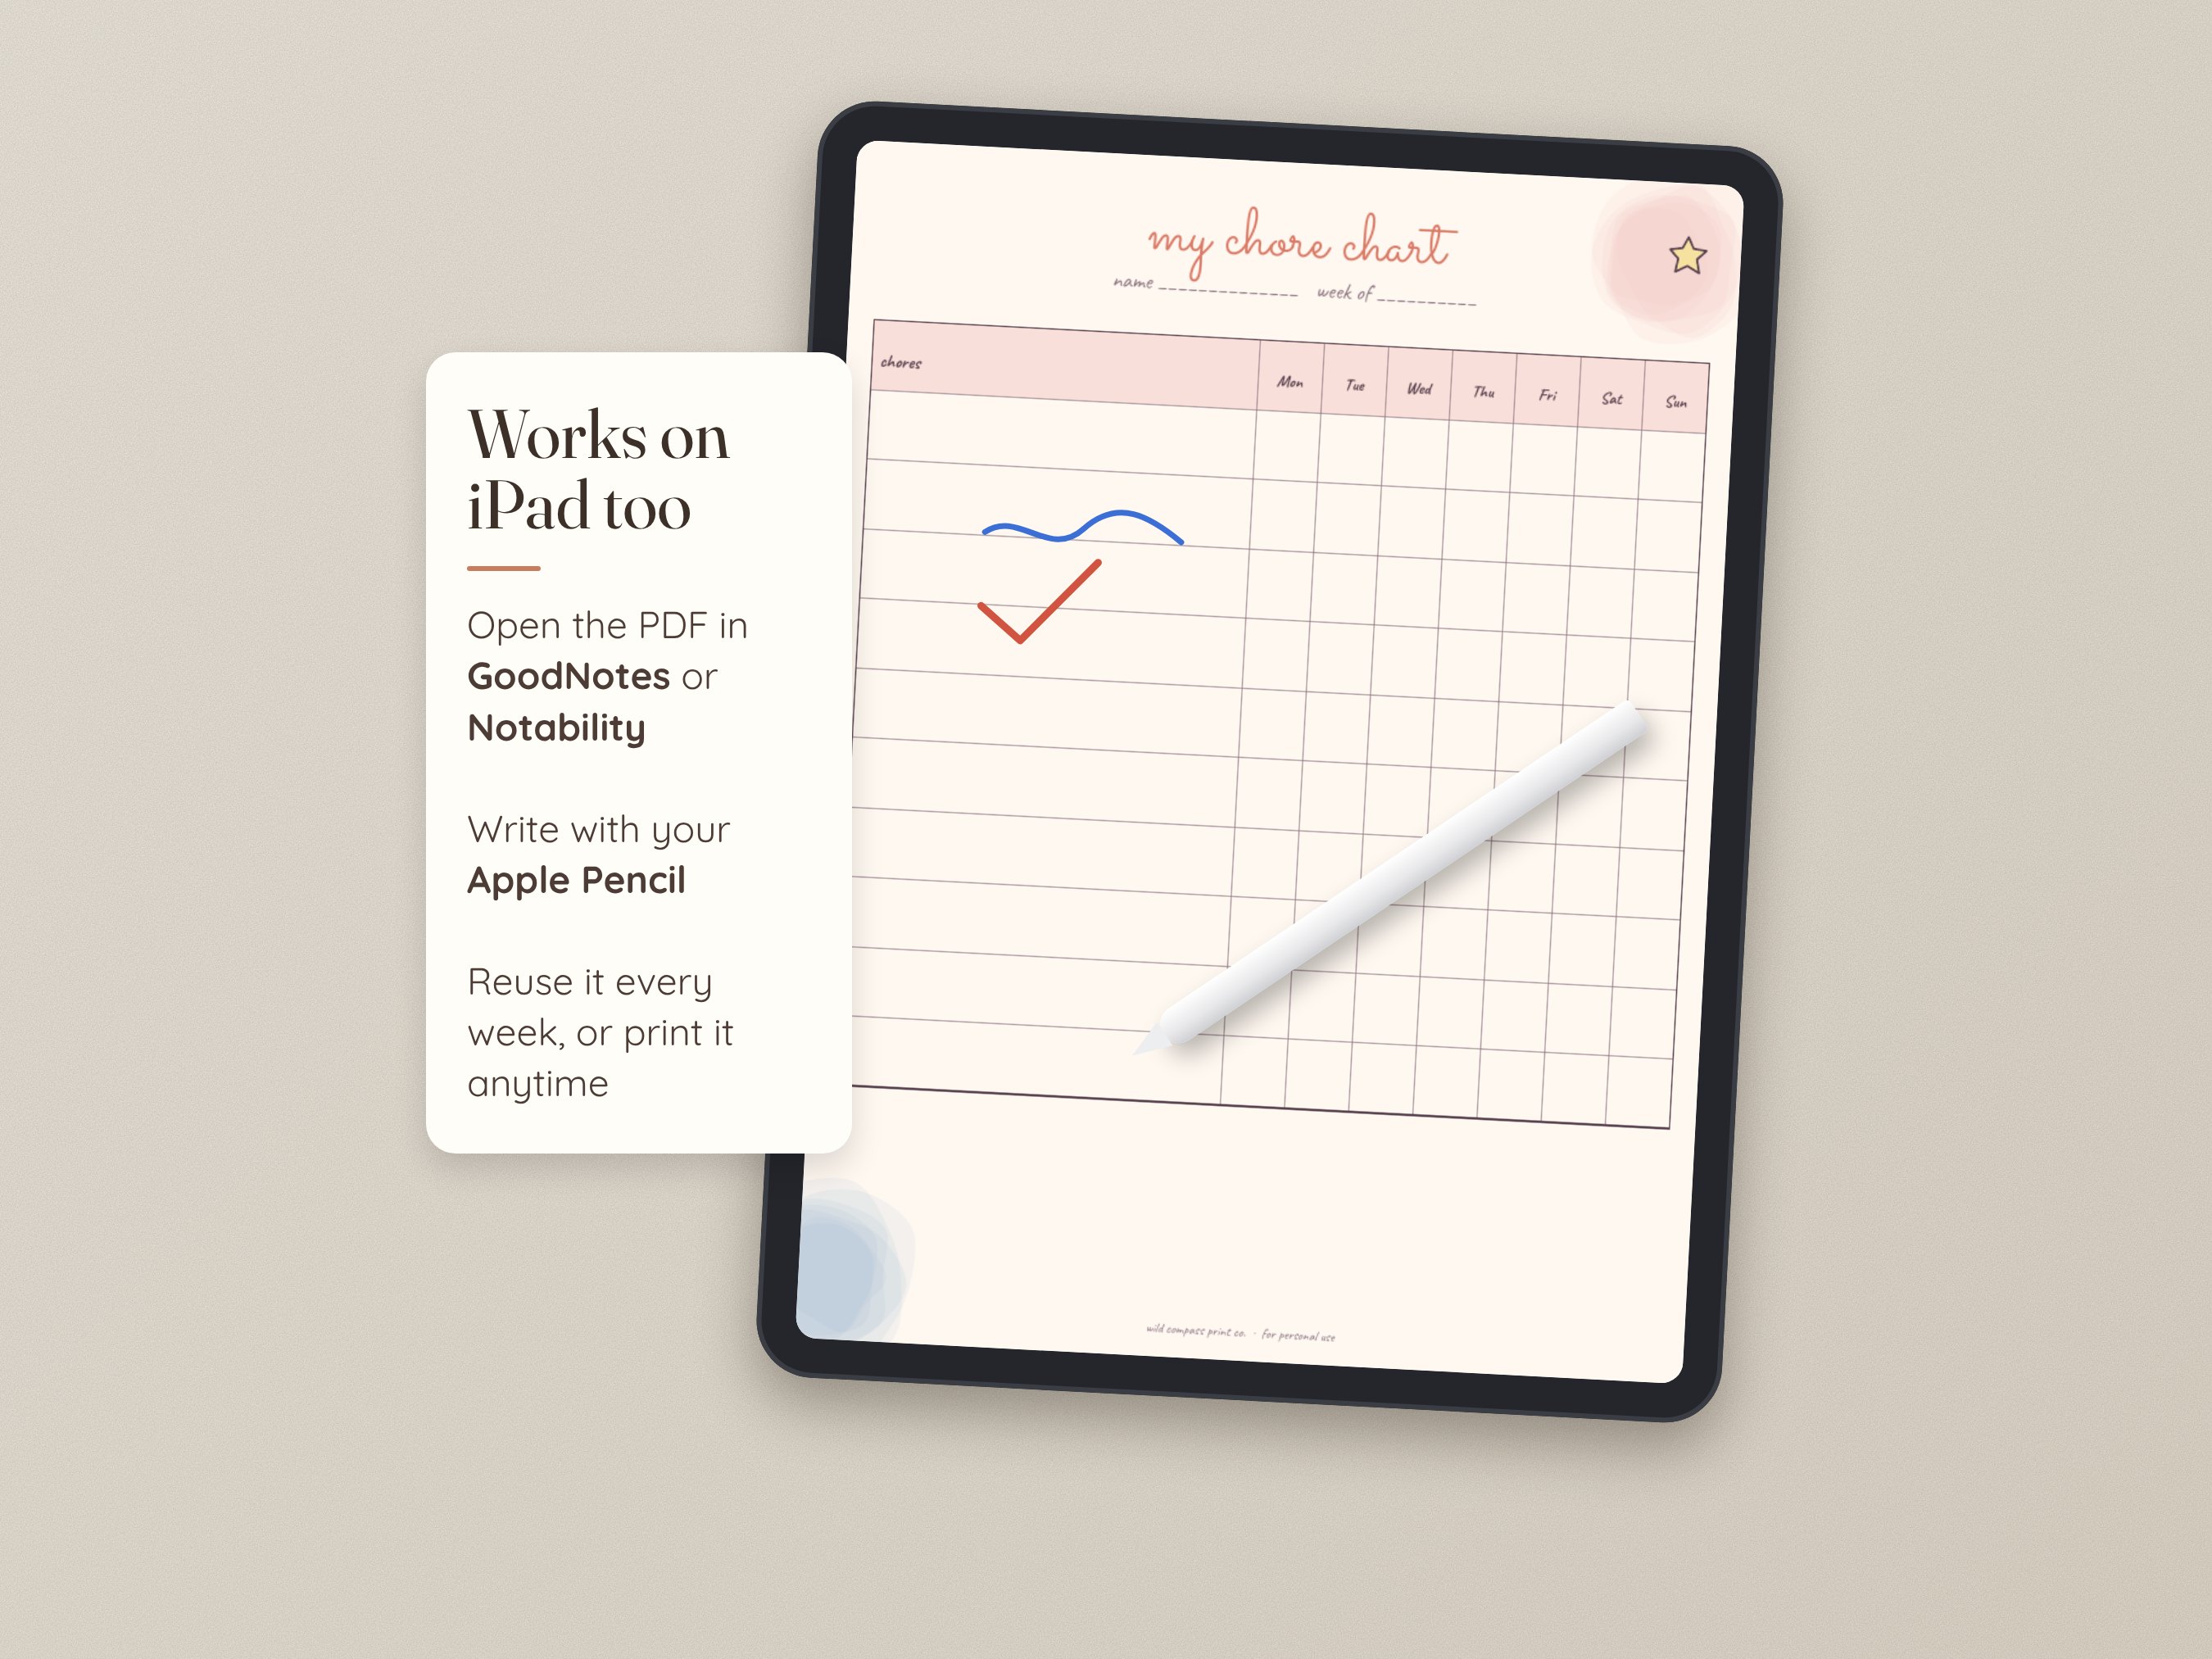 my chore chart
name _____________ week of __________
chores Mon Tue Wed Thu Fri Sat Sun
Works on
iPad too
Open the PDF in
GoodNotes or
Notability
Write with your
Apple Pencil
Reuse it every
week, or print it
anytime
wild compass print co. · for personal use